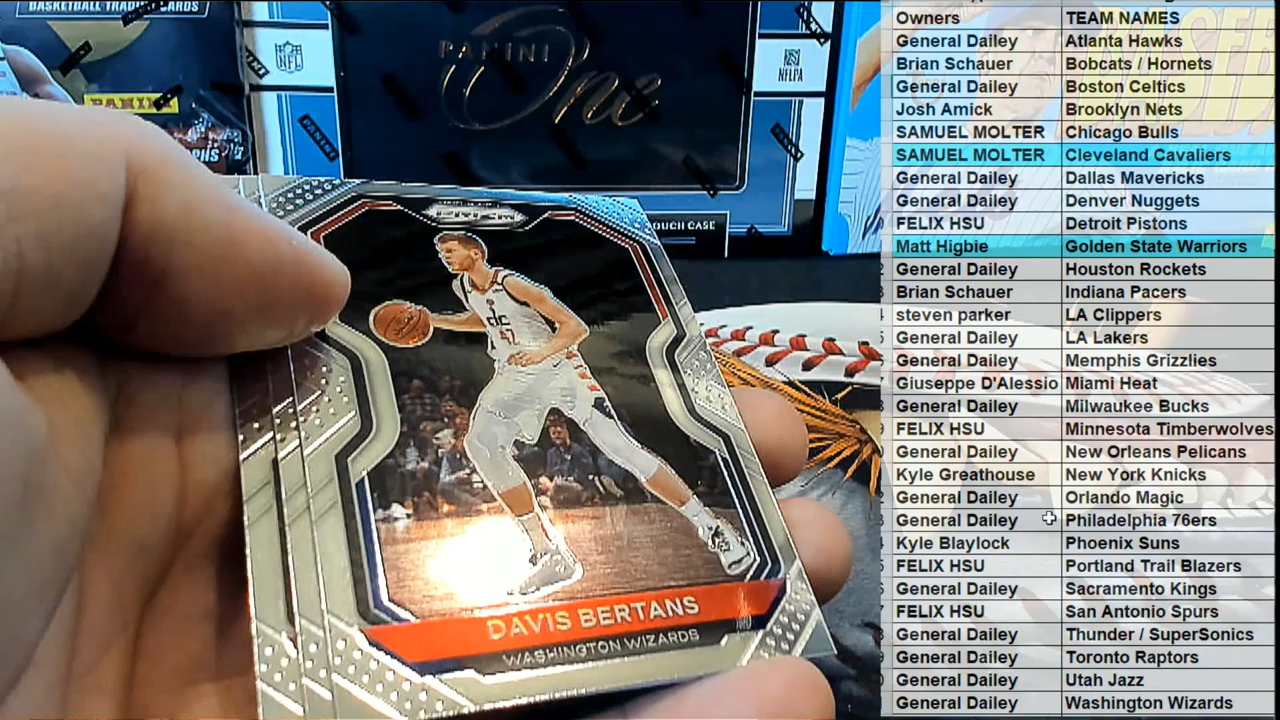 BASKETBALL TRADING CARDS
PANINI
PANINI
One
NFL
NFLPA
PANINI
PANINI
TOUCH CASE
PRIZM
DAVIS BERTANS
WASHINGTON WIZARDS
Owners TEAM NAMES
General Dailey Atlanta Hawks
Brian Schauer Bobcats / Hornets
General Dailey Boston Celtics
Josh Amick Brooklyn Nets
SAMUEL MOLTER Chicago Bulls
SAMUEL MOLTER Cleveland Cavaliers
General Dailey Dallas Mavericks
General Dailey Denver Nuggets
FELIX HSU Detroit Pistons
Matt Higbie Golden State Warriors
General Dailey Houston Rockets
Brian Schauer Indiana Pacers
steven parker LA Clippers
General Dailey LA Lakers
General Dailey Memphis Grizzlies
Giuseppe D'Alessio Miami Heat
General Dailey Milwaukee Bucks
FELIX HSU Minnesota Timberwolves
General Dailey New Orleans Pelicans
Kyle Greathouse New York Knicks
General Dailey Orlando Magic
General Dailey Philadelphia 76ers
Kyle Blaylock Phoenix Suns
FELIX HSU Portland Trail Blazers
General Dailey Sacramento Kings
FELIX HSU San Antonio Spurs
General Dailey Thunder / SuperSonics
General Dailey Toronto Raptors
General Dailey Utah Jazz
General Dailey Washington Wizards